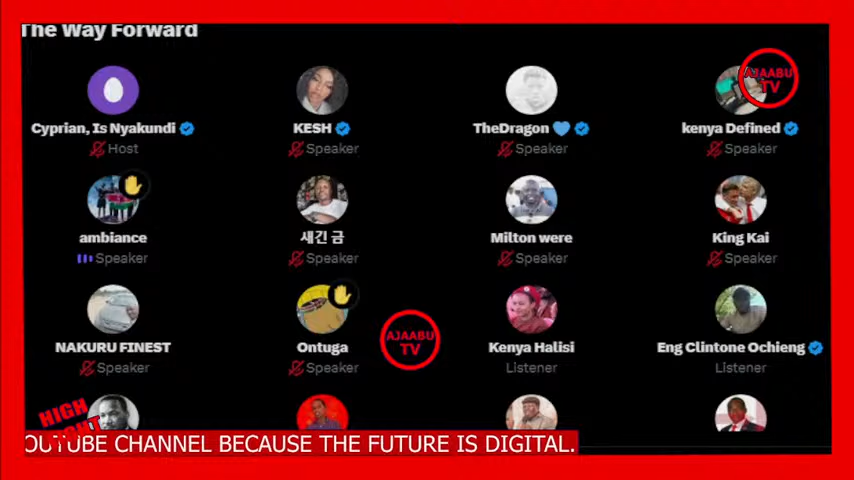 The Way Forward
AJAABU
TV
Cyprian, Is Nyakundi
Host
KESH
Speaker
TheDragon
Speaker
kenya Defined
Speaker
ambiance
Speaker
새긴 금
Speaker
Milton were
Speaker
King Kai
Speaker
NAKURU FINEST
Speaker
Ontuga
Speaker
AJAABU
TV
Kenya Halisi
Listener
Eng Clintone Ochieng
Listener
HIGH
OUTUBE CHANNEL BECAUSE THE FUTURE IS DIGITAL.